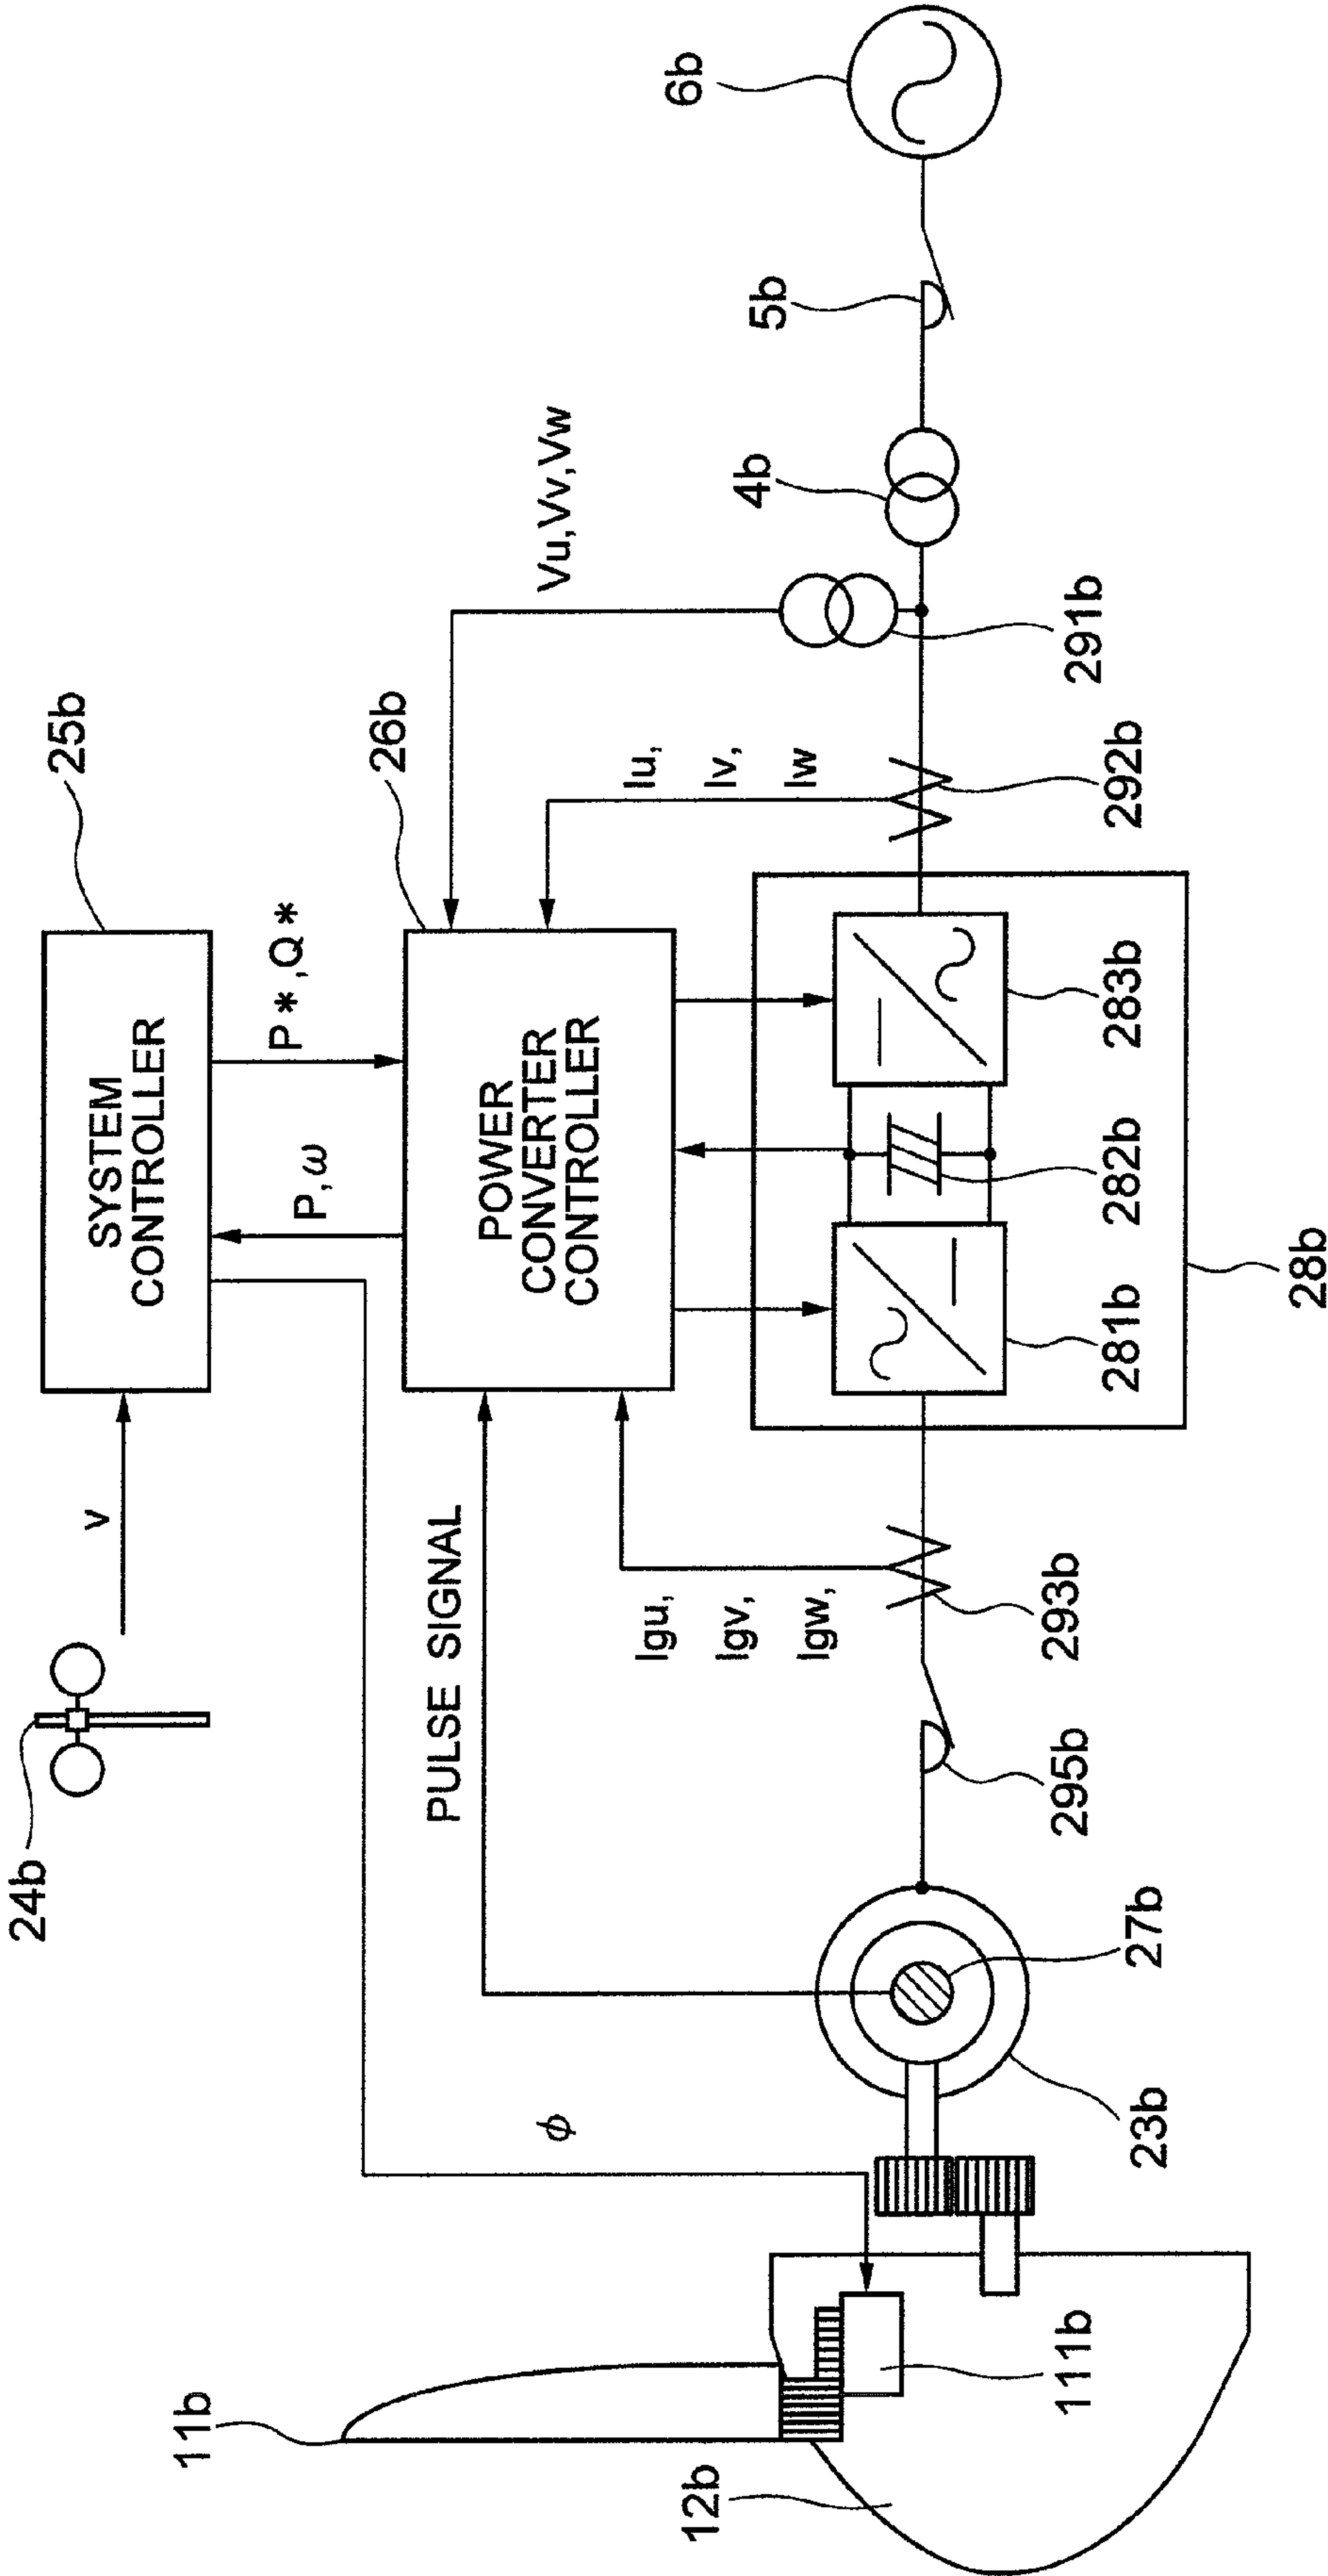 24b
v
SYSTEM
CONTROLLER
25b
P, ω
P*, Q*
11b
ϕ
PULSE SIGNAL
POWER
CONVERTER
CONTROLLER
26b
Vu, Vv, Vw
Igu,
Igv,
Igw,
Iu,
Iv,
Iw
4b
5b
6b
12b
111b
23b
27b
295b
293b
281b
282b
283b
28b
292b
291b